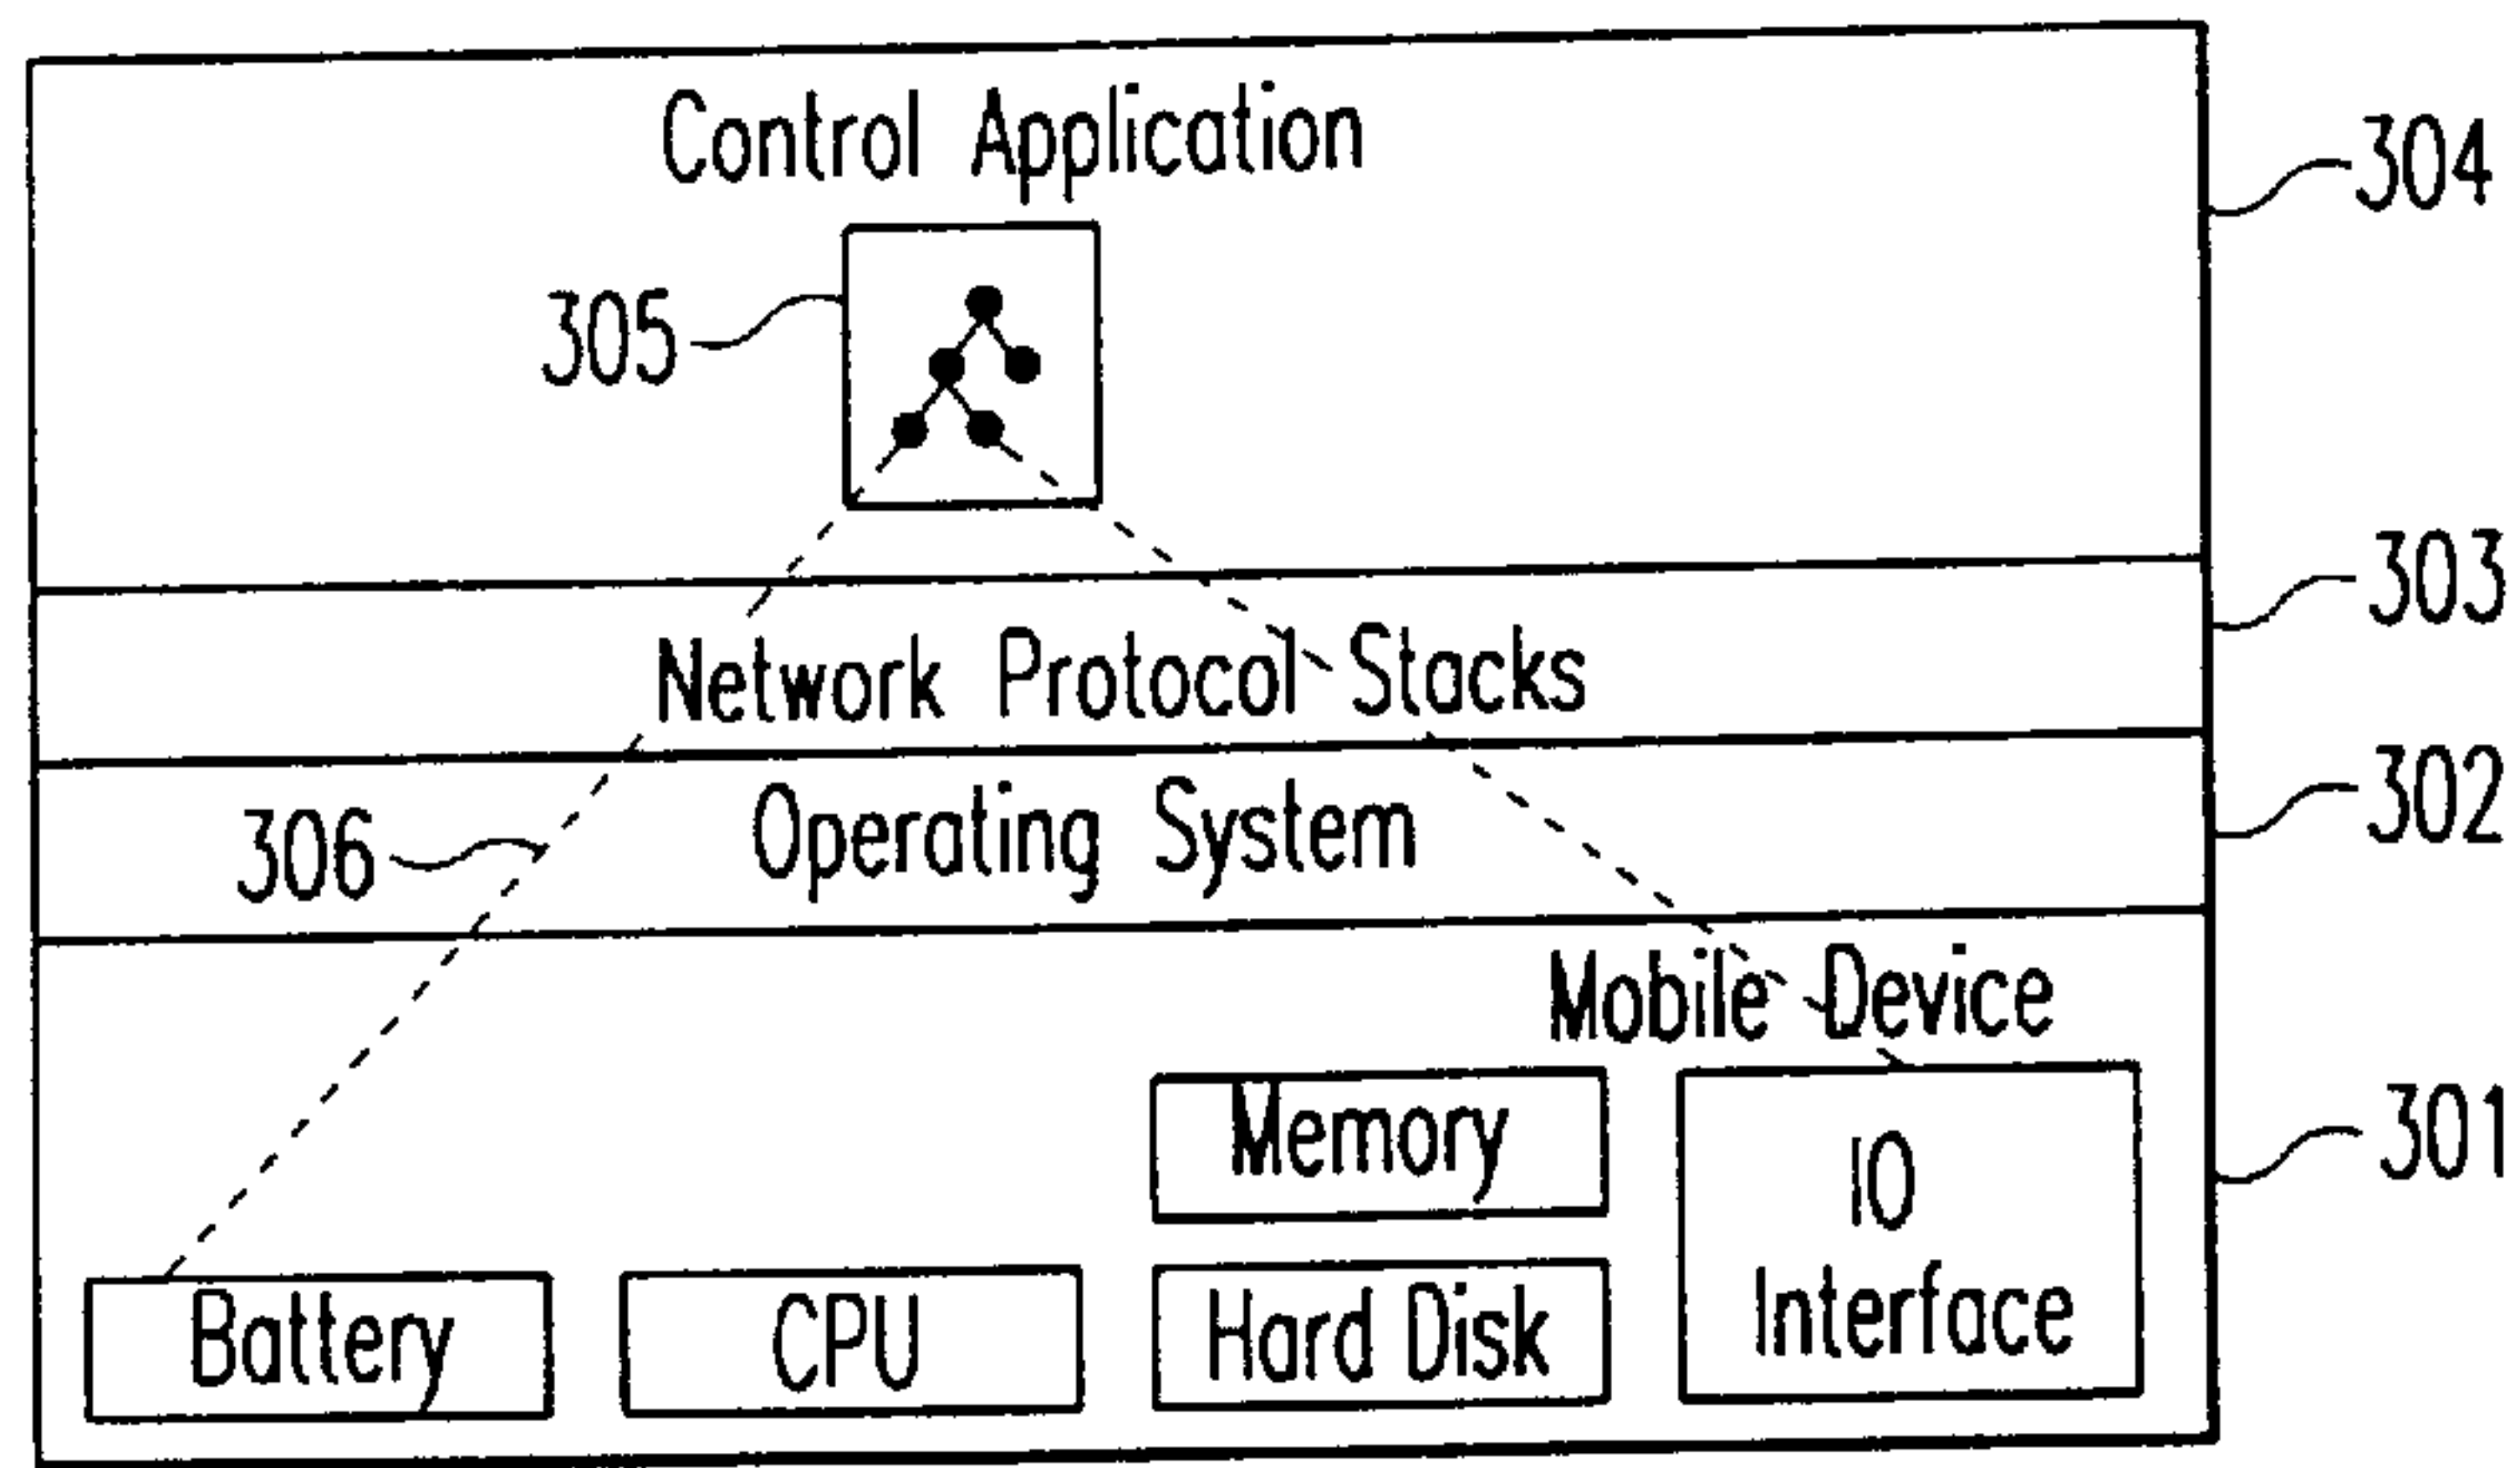 Control Application
304
305
303
Network Protocol Stacks
302
Operating System
306
Mobile Device
301
Memory
IO
Interface
Battery
CPU
Hard Disk